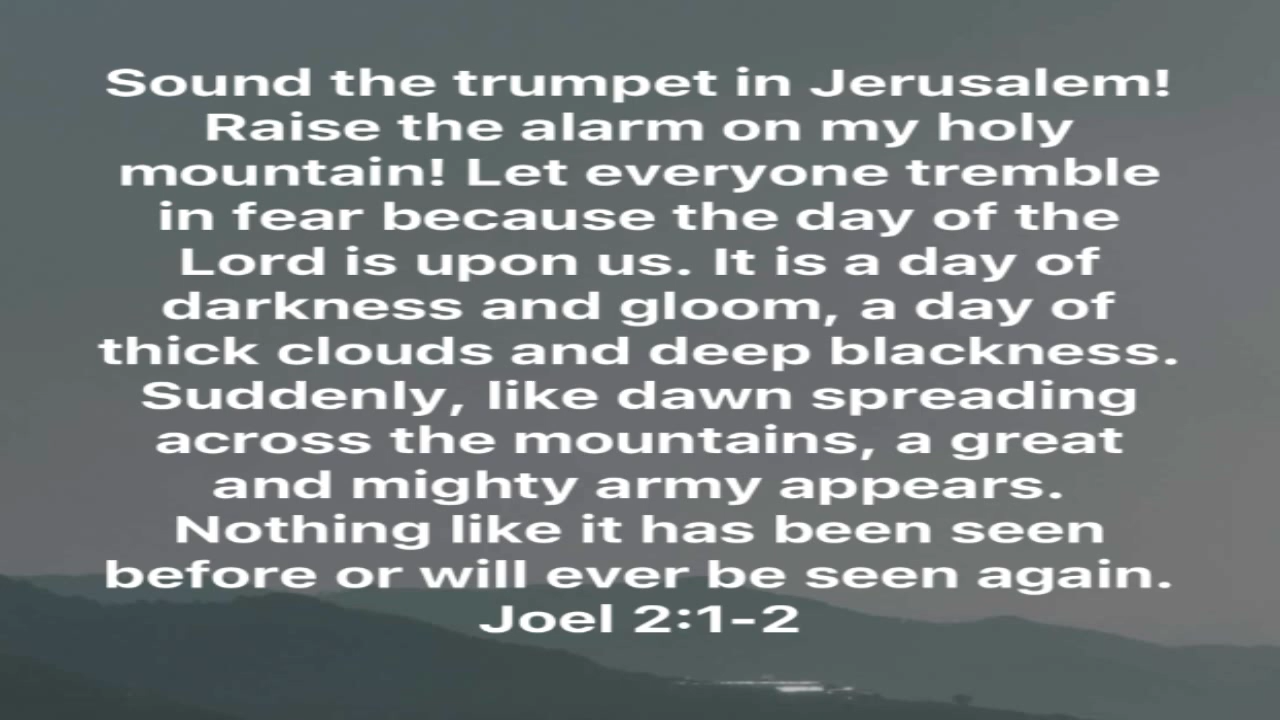 Sound the trumpet in Jerusalem!
Raise the alarm on my holy
mountain! Let everyone tremble
in fear because the day of the
Lord is upon us. It is a day of
darkness and gloom, a day of
thick clouds and deep blackness.
Suddenly, like dawn spreading
across the mountains, a great
and mighty army appears.
Nothing like it has been seen
before or will ever be seen again.
Joel 2:1-2